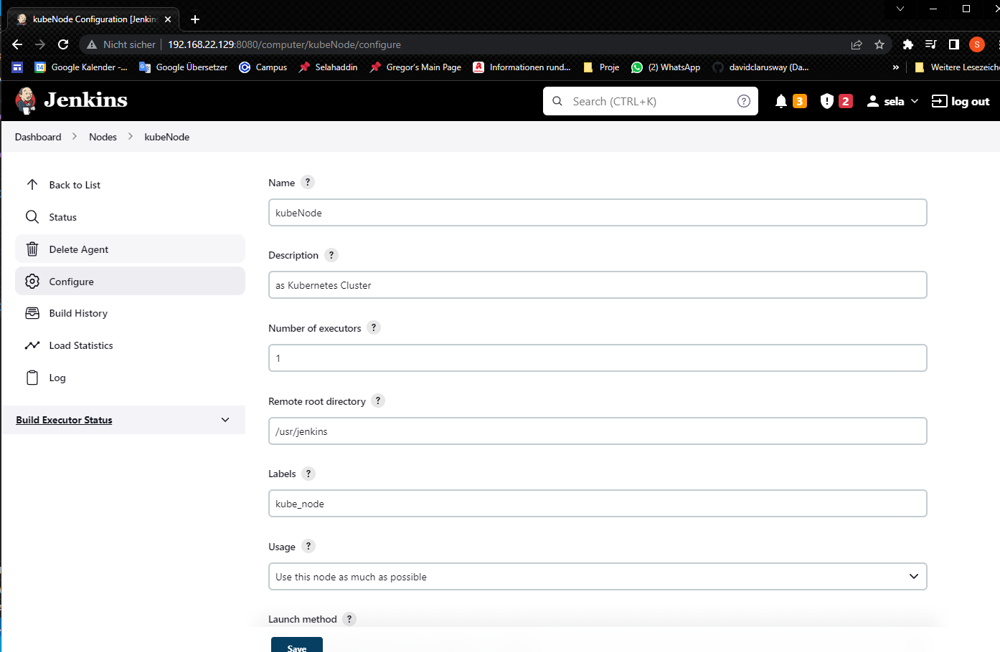 kubeNode Configuration [Jenkins
Nicht sicher 192.168.22.129:8080/computer/kubeNode/configure
S
14 Google Kalender -... Google Übersetzer Campus Selahaddin Gregor's Main Page Informationen rund... Proje (2) WhatsApp davidclarusway (Da... » Weitere Lesezeiche
Jenkins Search (CTRL+K) ? 3 2 sela log out
Dashboard Nodes kubeNode
Back to List
Status
Delete Agent
Configure
Build History
Load Statistics
Log
Build Executor Status
Name ?
kubeNode
Description ?
as Kubernetes Cluster
Number of executors ?
1
Remote root directory ?
/usr/jenkins
Labels ?
kube_node
Usage ?
Use this node as much as possible
Launch method ?
Save